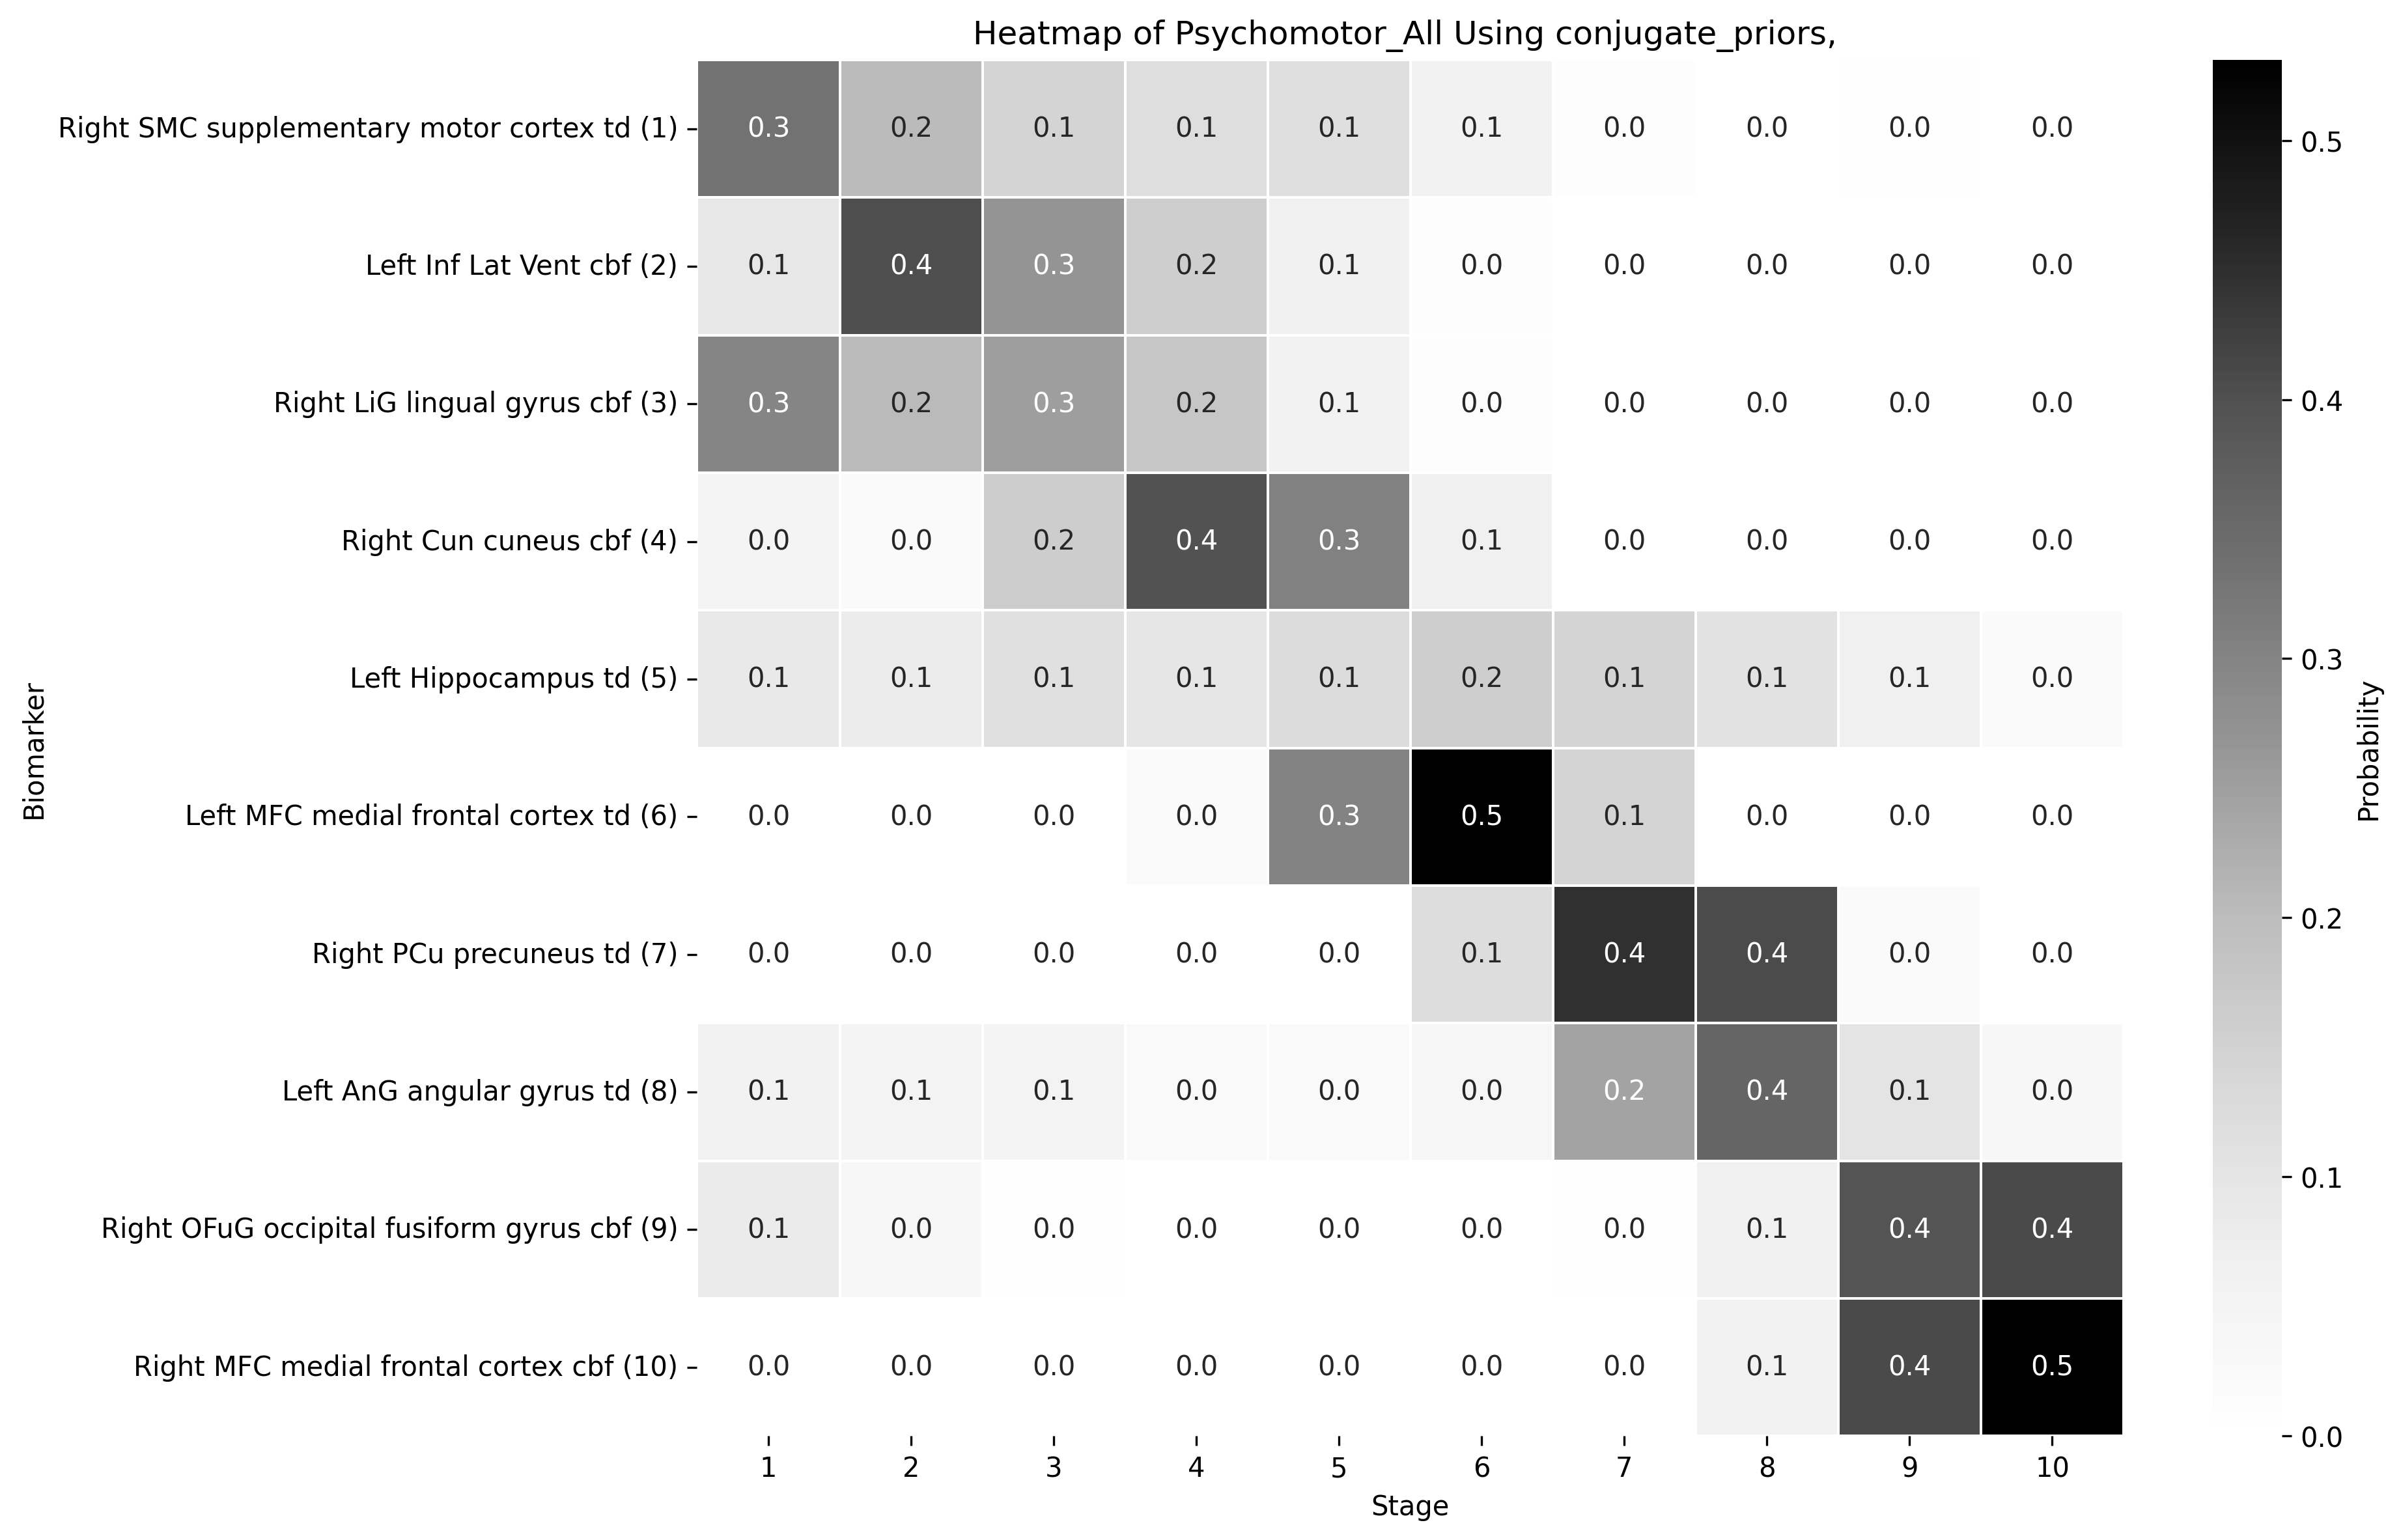 Heatmap of Psychomotor_All Using conjugate_priors,
Biomarker
Right SMC supplementary motor cortex td (1) 0.3 0.2 0.1 0.1 0.1 0.1 0.0 0.0 0.0 0.0
Left Inf Lat Vent cbf (2) 0.1 0.4 0.3 0.2 0.1 0.0 0.0 0.0 0.0 0.0
Right LiG lingual gyrus cbf (3) 0.3 0.2 0.3 0.2 0.1 0.0 0.0 0.0 0.0 0.0
Right Cun cuneus cbf (4) 0.0 0.0 0.2 0.4 0.3 0.1 0.0 0.0 0.0 0.0
Left Hippocampus td (5) 0.1 0.1 0.1 0.1 0.1 0.2 0.1 0.1 0.1 0.0
Left MFC medial frontal cortex td (6) 0.0 0.0 0.0 0.0 0.3 0.5 0.1 0.0 0.0 0.0
Right PCu precuneus td (7) 0.0 0.0 0.0 0.0 0.0 0.1 0.4 0.4 0.0 0.0
Left AnG angular gyrus td (8) 0.1 0.1 0.1 0.0 0.0 0.0 0.2 0.4 0.1 0.0
Right OFuG occipital fusiform gyrus cbf (9) 0.1 0.0 0.0 0.0 0.0 0.0 0.0 0.1 0.4 0.4
Right MFC medial frontal cortex cbf (10) 0.0 0.0 0.0 0.0 0.0 0.0 0.0 0.1 0.4 0.5
1 2 3 4 5 6 7 8 9 10
Stage
0.5
0.4
0.3
0.2
0.1
0.0
Probability